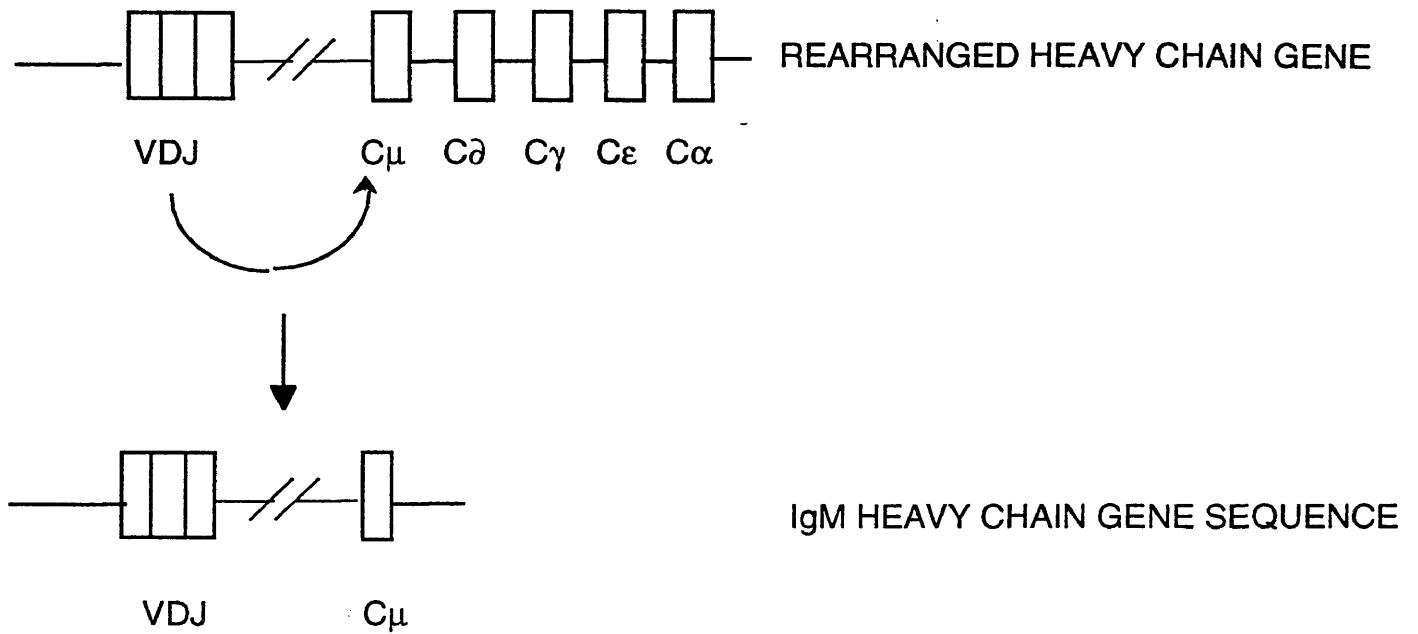 REARRANGED HEAVY CHAIN GENE
VDJ Cμ C∂ Cγ Cε Cα
IgM HEAVY CHAIN GENE SEQUENCE
VDJ Cμ